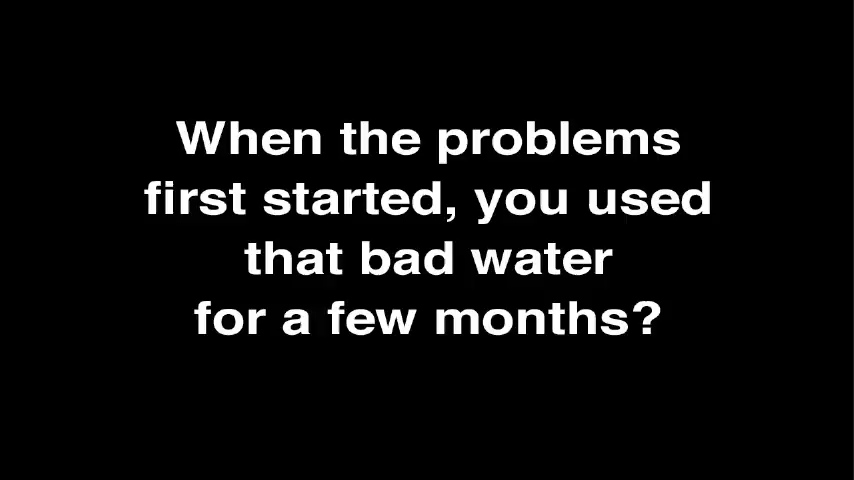 When the problems
first started, you used
that bad water
for a few months?